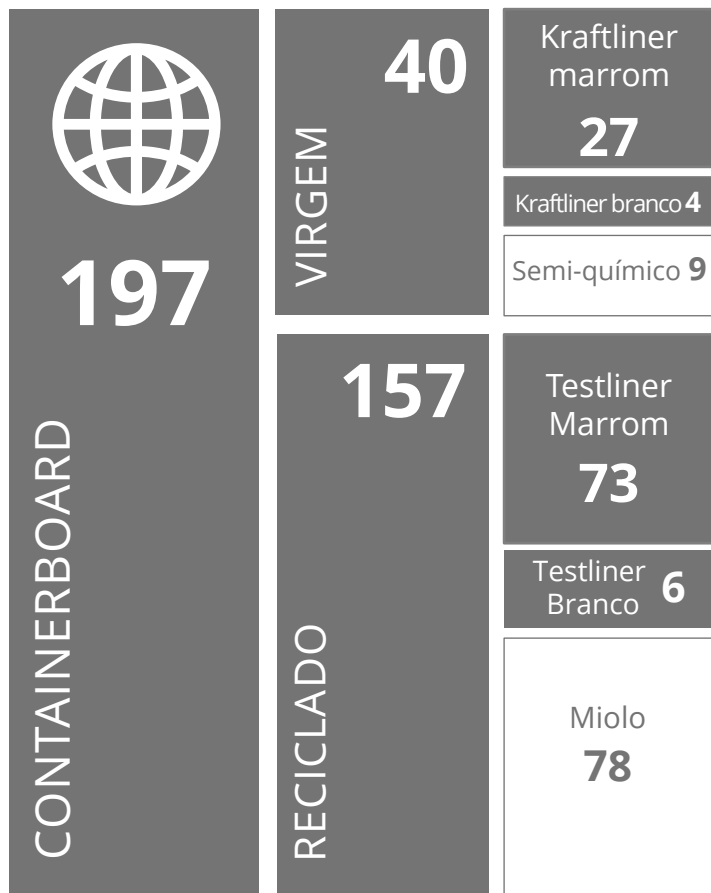 197
CONTAINERBOARD
40
VIRGEM
Kraftliner
marrom
27
Kraftliner branco 4
Semi-químico 9
157
RECICLADO
Testliner
Marrom
73
Testliner
Branco
6
Miolo
78